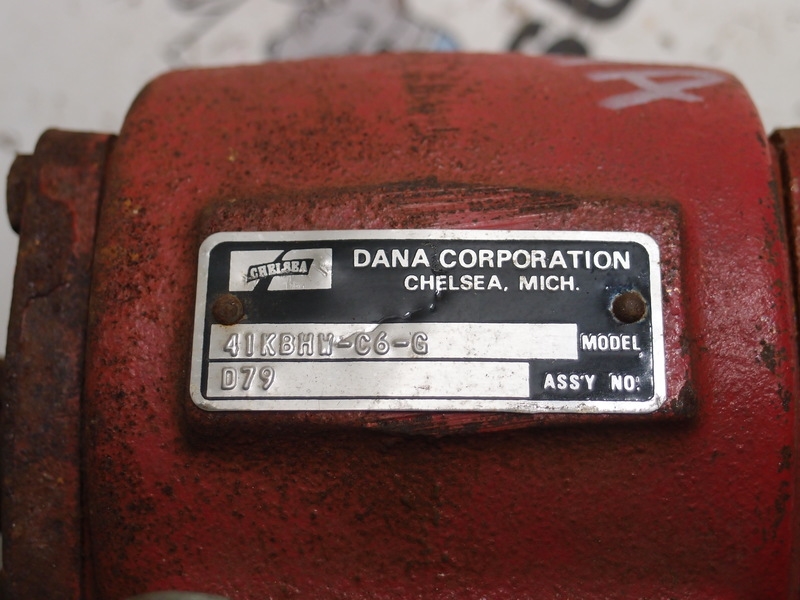 CHELSEA
DANA CORPORATION
CHELSEA, MICH.
41KBHW-C6-G MODEL
D79 ASS'Y NO.
A